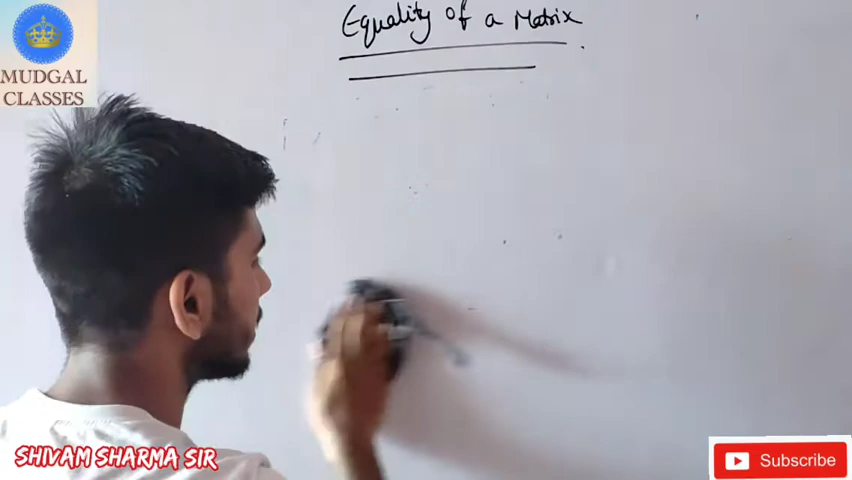 Equality of a Matrix
MUDGAL
CLASSES
SHIVAM SHARMA SIR
Subscribe